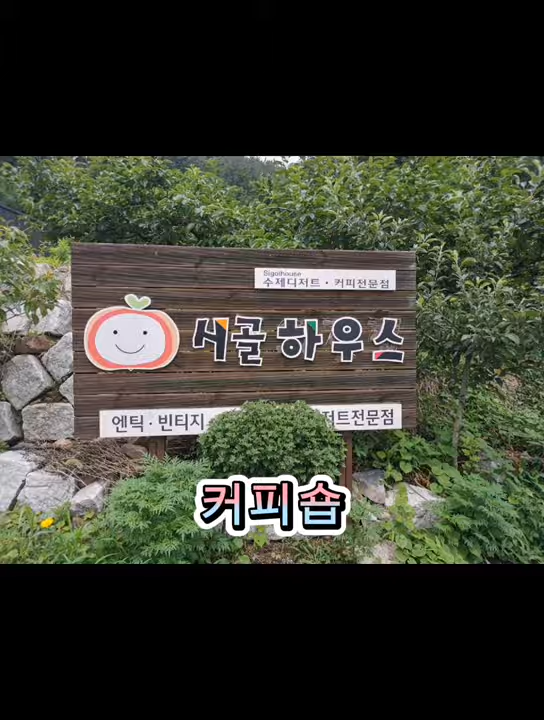 Sigolhouse
수제디저트 · 커피전문점
시골하우스
엔틱 · 빈티지 저트전문점
커피숍